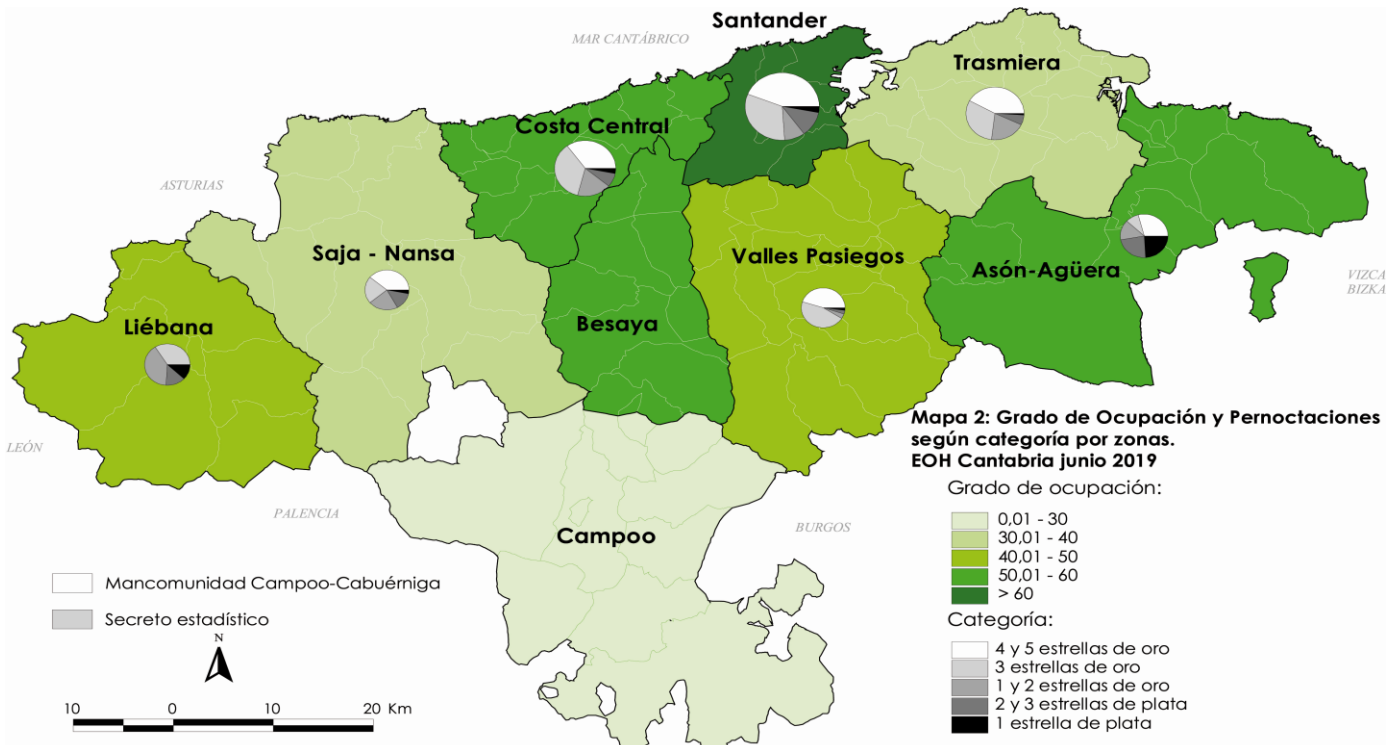 Santander
MAR CANTÁBRICO
Trasmiera
Costa Central
ASTURIAS
Saja - Nansa
Valles Pasiegos
Asón-Agüera
VIZCA
BIZKA
Liébana
Besaya
Mapa 2: Grado de Ocupación y Pernoctaciones
según categoría por zonas.
EOH Cantabria junio 2019
LEÓN
Grado de ocupación:
PALENCIA
BURGOS
0,01 - 30
30,01 - 40
40,01 - 50
50,01 - 60
> 60
Campoo
Mancomunidad Campoo-Cabuérniga
Secreto estadístico
Categoría:
4 y 5 estrellas de oro
3 estrellas de oro
1 y 2 estrellas de oro
2 y 3 estrellas de plata
1 estrella de plata
N
10 0 10 20 Km